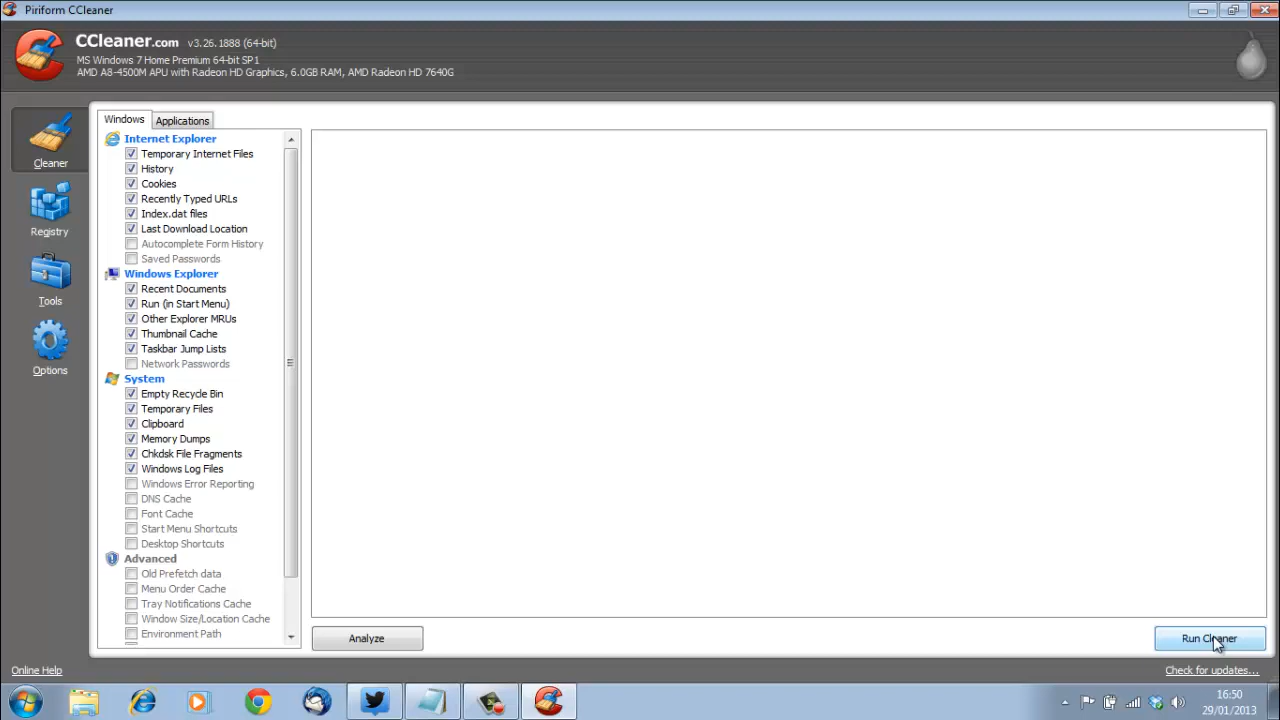 Piriform CCleaner
CCleaner.com v3.26.1888 (64-bit)
MS Windows 7 Home Premium 64-bit SP1
AMD A8-4500M APU with Radeon HD Graphics, 6.0GB RAM, AMD Radeon HD 7640G
Cleaner
Registry
Tools
Options
Windows
Applications
Internet Explorer
Temporary Internet Files
History
Cookies
Recently Typed URLs
Index.dat files
Last Download Location
Autocomplete Form History
Saved Passwords
Windows Explorer
Recent Documents
Run (in Start Menu)
Other Explorer MRUs
Thumbnail Cache
Taskbar Jump Lists
Network Passwords
System
Empty Recycle Bin
Temporary Files
Clipboard
Memory Dumps
Chkdsk File Fragments
Windows Log Files
Windows Error Reporting
DNS Cache
Font Cache
Start Menu Shortcuts
Desktop Shortcuts
Advanced
Old Prefetch data
Menu Order Cache
Tray Notifications Cache
Window Size/Location Cache
Environment Path
Analyze
Run Cleaner
Online Help
Check for updates...
16:50
29/01/2013